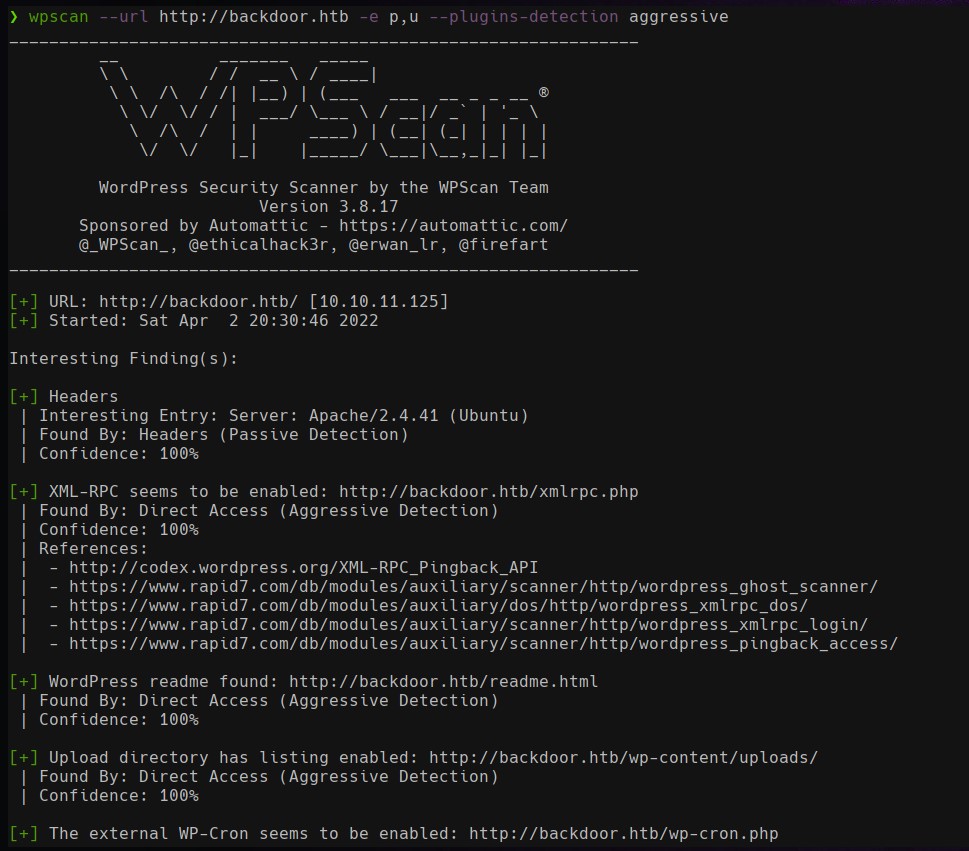 ❯ wpscan --url http://backdoor.htb -e p,u --plugins-detection aggressive
_______________________________________________________________
         __          _______   _____
         \ \        / /  __ \ / ____|
          \ \  /\  / /| |__) | (___   ___  __ _ _ __ ®
           \ \/  \/ / |  ___/ \___ \ / __|/ _` | '_ \
            \  /\  /  | |     ____) | (__| (_| | | | |
             \/  \/   |_|    |_____/ \___|\__,_|_| |_|

         WordPress Security Scanner by the WPScan Team
                         Version 3.8.17
       Sponsored by Automattic - https://automattic.com/
       @_WPScan_, @ethicalhack3r, @erwan_lr, @firefart
_______________________________________________________________

[+] URL: http://backdoor.htb/ [10.10.11.125]
[+] Started: Sat Apr  2 20:30:46 2022

Interesting Finding(s):

[+] Headers
 | Interesting Entry: Server: Apache/2.4.41 (Ubuntu)
 | Found By: Headers (Passive Detection)
 | Confidence: 100%

[+] XML-RPC seems to be enabled: http://backdoor.htb/xmlrpc.php
 | Found By: Direct Access (Aggressive Detection)
 | Confidence: 100%
 | References:
 |  - http://codex.wordpress.org/XML-RPC_Pingback_API
 |  - https://www.rapid7.com/db/modules/auxiliary/scanner/http/wordpress_ghost_scanner/
 |  - https://www.rapid7.com/db/modules/auxiliary/dos/http/wordpress_xmlrpc_dos/
 |  - https://www.rapid7.com/db/modules/auxiliary/scanner/http/wordpress_xmlrpc_login/
 |  - https://www.rapid7.com/db/modules/auxiliary/scanner/http/wordpress_pingback_access/

[+] WordPress readme found: http://backdoor.htb/readme.html
 | Found By: Direct Access (Aggressive Detection)
 | Confidence: 100%

[+] Upload directory has listing enabled: http://backdoor.htb/wp-content/uploads/
 | Found By: Direct Access (Aggressive Detection)
 | Confidence: 100%

[+] The external WP-Cron seems to be enabled: http://backdoor.htb/wp-cron.php